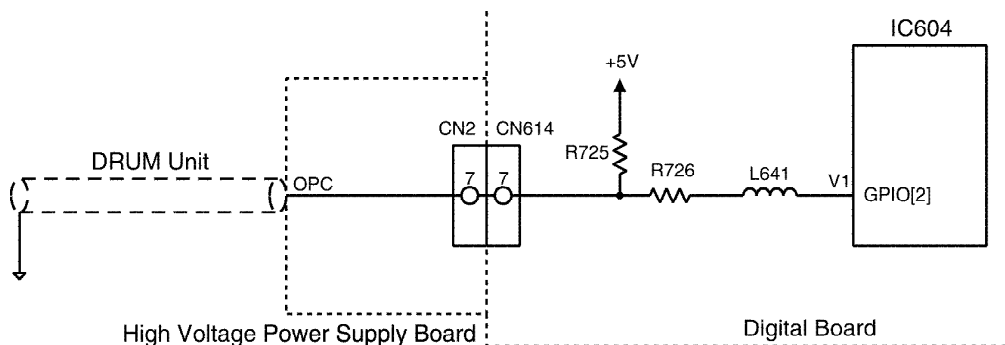 IC604
+5V
CN2
CN614
R725
R726
L641
V1
GPIO[2]
DRUM Unit
OPC
7
7
High Voltage Power Supply Board
Digital Board